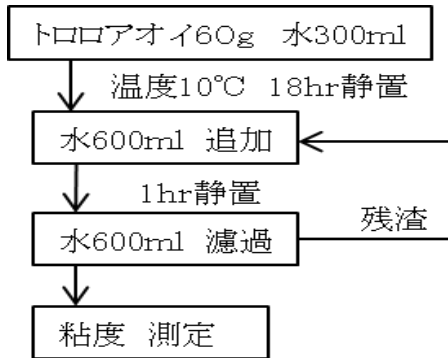 トロロアオイ60g 水300ml
温度10℃ 18hr静置
水600ml 追加
1hr静置
水600ml 濾過
残渣
粘度 測定